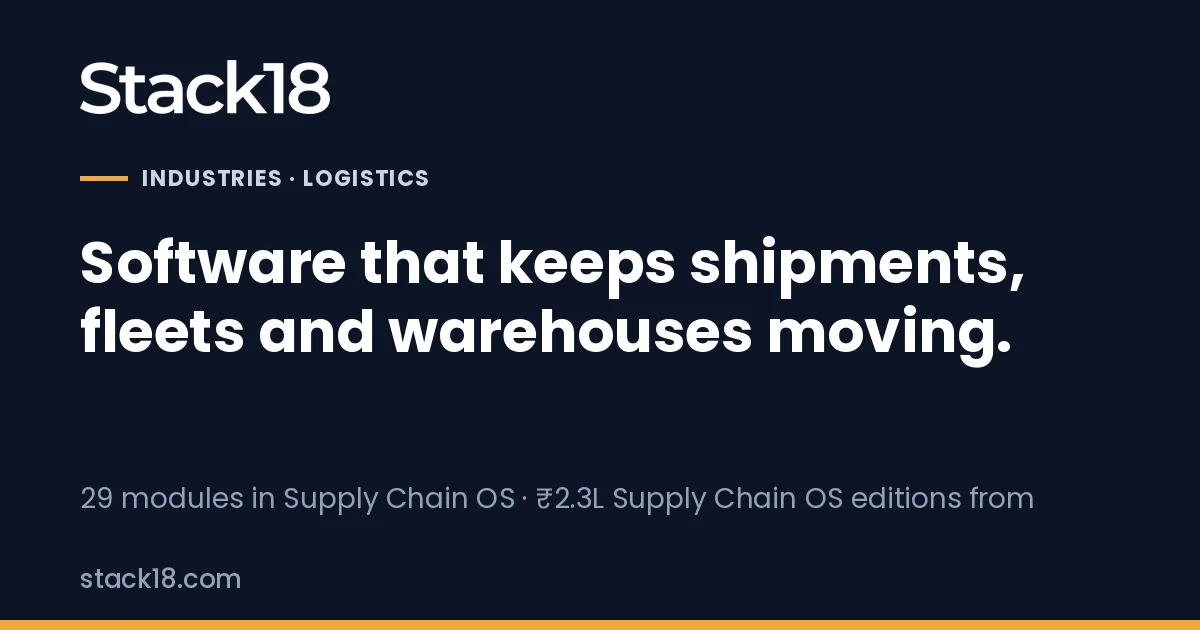 Stack18
INDUSTRIES · LOGISTICS
Software that keeps shipments,
fleets and warehouses moving.
29 modules in Supply Chain OS · ₹2.3L Supply Chain OS editions from
stack18.com